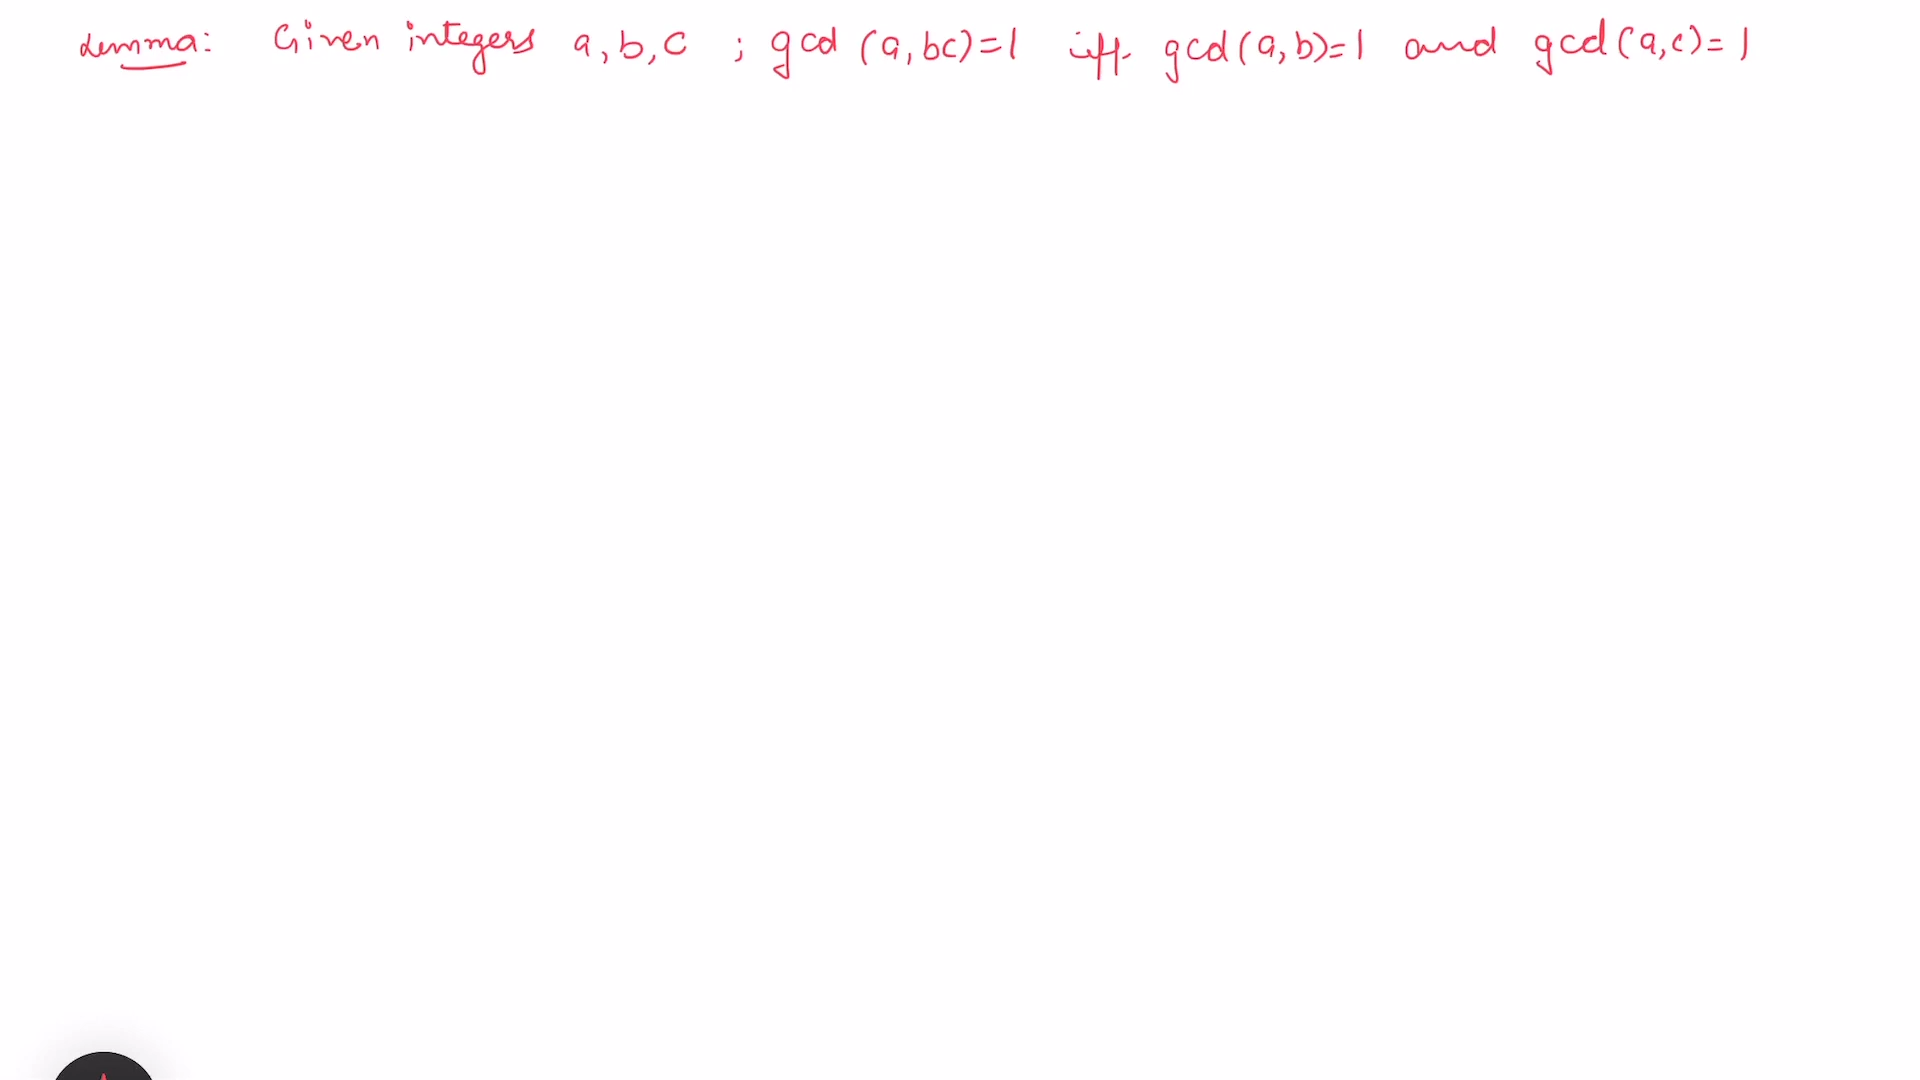 Lemma: Given integers a, b, c ; gcd (a, bc)=1 iff. gcd(a, b)=1 and gcd(a,c)=1